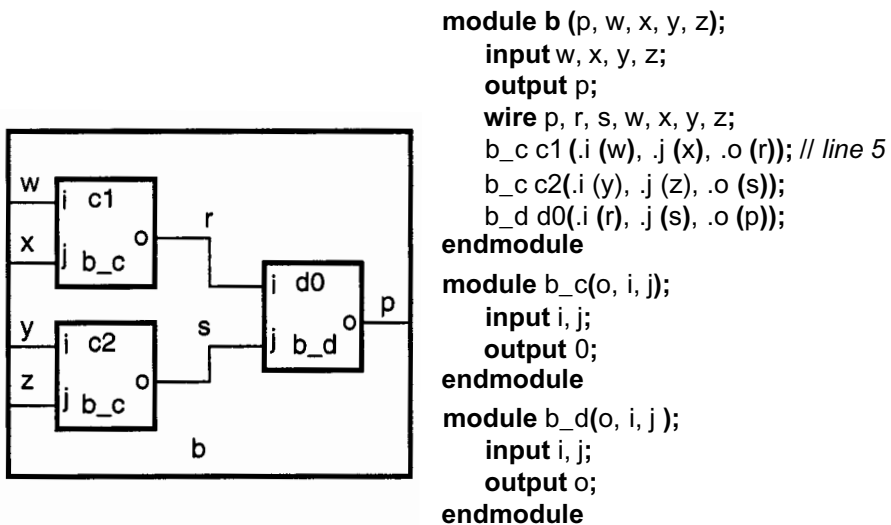 w
i c1
x
j b_c
o
r
y
i c2
z
j b_c
o
s
i d0
j b_d
o
p
b
module b (p, w, x, y, z);
input w, x, y, z;
output p;
wire p, r, s, w, x, y, z;
b_c c1 (.i (w), .j (x), .o (r)); // line 5
b_c c2(.i (y), .j (z), .o (s));
b_d d0(.i (r), .j (s), .o (p));
endmodule
module b_c(o, i, j);
input i, j;
output 0;
endmodule
module b_d(o, i, j );
input i, j;
output o;
endmodule